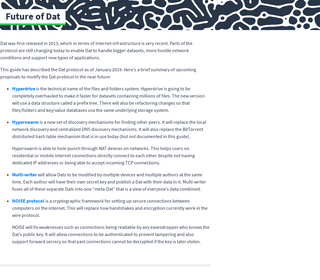 Future of Dat
Dat was first released in 2013, which in terms of internet infrastructure is very recent. Parts of the
protocol are still changing today to enable Dat to handle bigger datasets, more hostile network
conditions and support new types of applications.
This guide has described the Dat protocol as of January 2019. Here's a brief summary of upcoming
proposals to modify the Dat protocol in the near future:
• Hyperdrive is the technical name of the files and folders system. Hyperdrive is going to be
completely overhauled to make it faster for datasets containing millions of files. The new version
will use a data structure called a prefix tree. There will also be refactoring changes so that
files/folders and key/value databases use the same underlying storage system.
• Hyperswarm is a new set of discovery mechanisms for finding other peers. It will replace the local
network discovery and centralized DNS discovery mechanisms. It will also replace the BitTorrent
distributed hash table mechanism that is in use today (but not documented in this guide).
Hyperswarm is able to hole-punch through NAT devices on networks. This helps users on
residential or mobile internet connections directly connect to each other despite not having
dedicated IP addresses or being able to accept incoming TCP connections.
• Multi-writer will allow Dats to be modified by multiple devices and multiple authors at the same
time. Each author will have their own secret key and publish a Dat with their data in it. Multi-writer
fuses all of these separate Dats into one "meta-Dat" that is a view of everyone's data combined.
• NOISE protocol is a cryptographic framework for setting up secure connections between
computers on the internet. This will replace how handshakes and encryption currently work in the
wire protocol.
NOISE will fix weaknesses such as connections being readable by any eavesdropper who knows the
Dat's public key. It will allow connections to be authenticated to prevent tampering and also
support forward secrecy so that past connections cannot be decrypted if the key is later stolen.